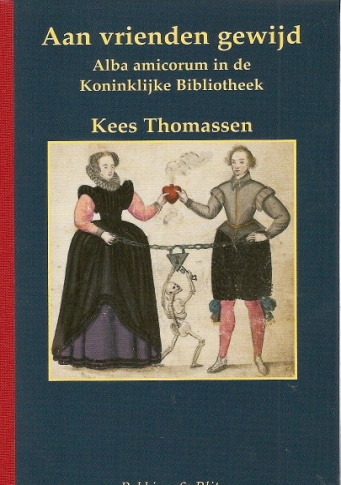 Aan vrienden gewijd
Alba amicorum in de
Koninklijke Bibliotheek
Kees Thomassen